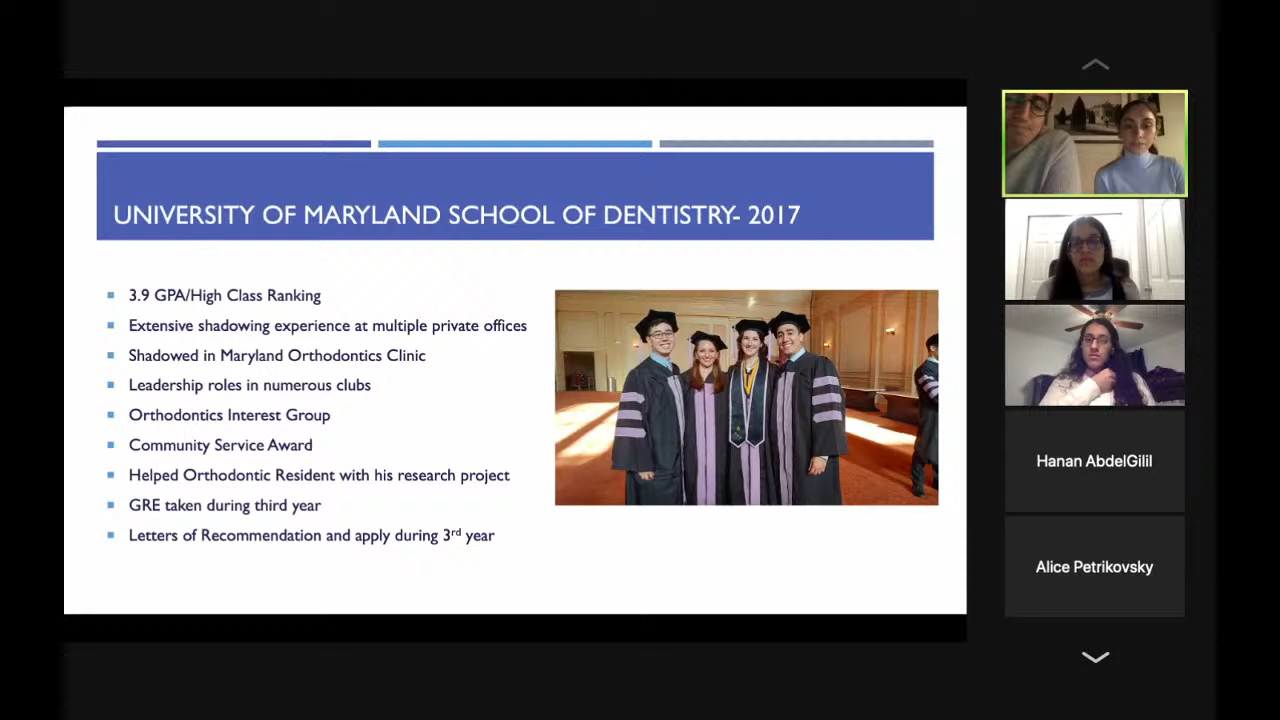 UNIVERSITY OF MARYLAND SCHOOL OF DENTISTRY- 2017
3.9 GPA/High Class Ranking
Extensive shadowing experience at multiple private offices
Shadowed in Maryland Orthodontics Clinic
Leadership roles in numerous clubs
Orthodontics Interest Group
Community Service Award
Helped Orthodontic Resident with his research project
GRE taken during third year
Letters of Recommendation and apply during 3rd year
Hanan AbdelGilil
Alice Petrikovsky